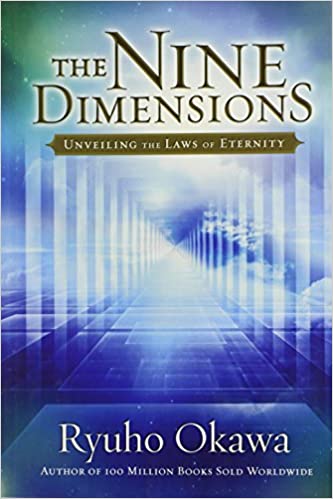 THE NINE
DIMENSIONS
UNVEILING THE LAWS OF ETERNITY
Ryuho Okawa
AUTHOR OF 100 MILLION BOOKS SOLD WORLDWIDE